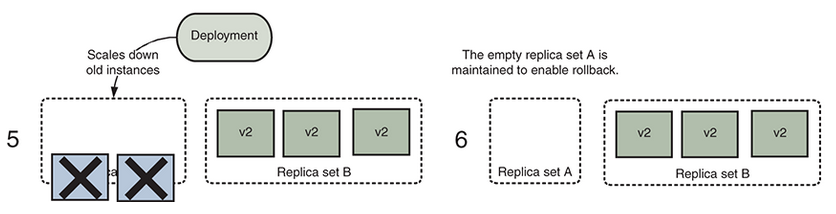 Deployment
Scales down
old instances
5
v2
v2
v2
Replica set B
The empty replica set A is
maintained to enable rollback.
6
Replica set A
v2
v2
v2
Replica set B